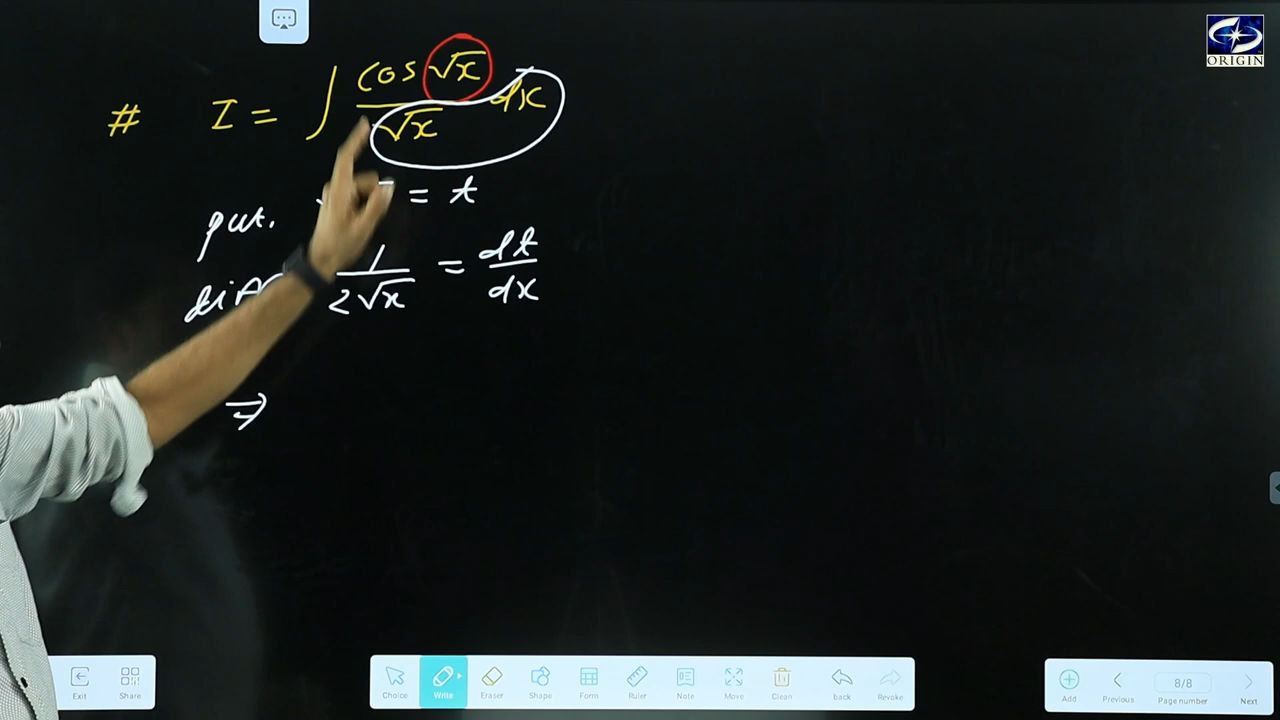 ORIGIN
# I = ∫ cos √x / √x dx
put. = t
1 / 2√x = dt / dx
⇒
Exit Share Choice Write Eraser Shape Form Ruler Note Move Clean back Revoke Add Previous 8/8 Page number Next